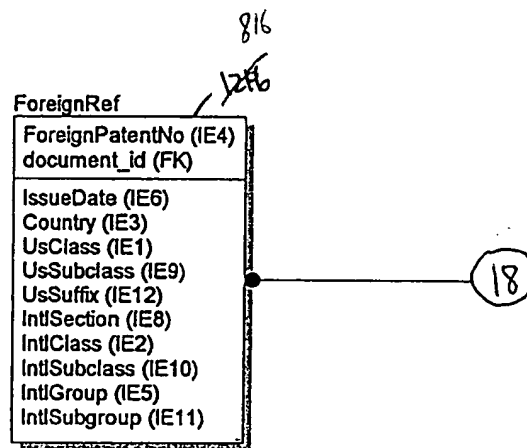 816
ForeignRef
ForeignPatentNo (IE4)
document_id (FK)
IssueDate (IE6)
Country (IE3)
UsClass (IE1)
UsSubclass (IE9)
UsSuffix (IE12)
IntlSection (IE8)
IntlClass (IE2)
IntlSubclass (IE10)
IntlGroup (IE5)
IntlSubgroup (IE11)
18